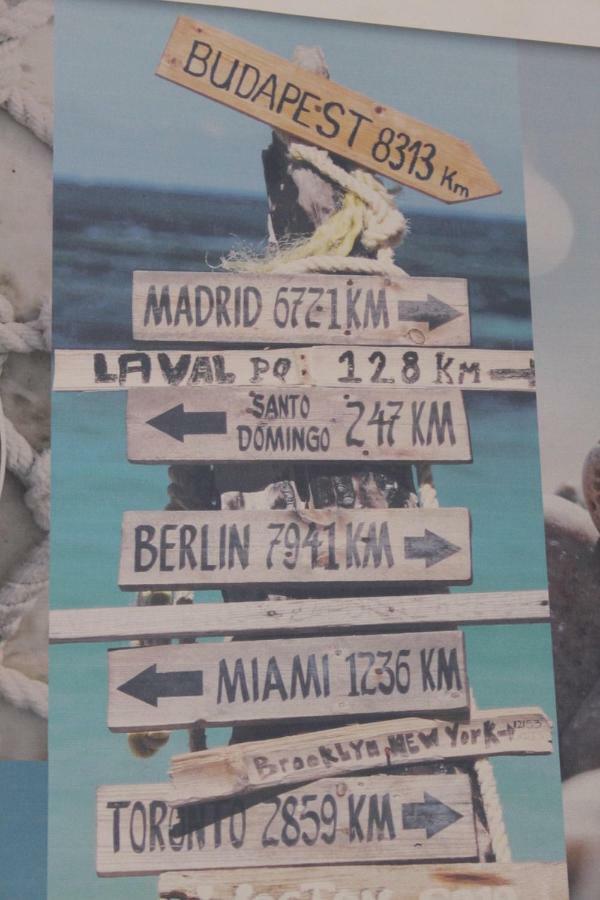 BUDAPEST 8313 Km
MADRID 6721 KM
LAVAL PQ 128 Km
SANTO
DOMINGO 247 KM
BERLIN 7941 KM
MIAMI 1236 KM
BROOKLYN, NEW YORK
TORONTO 2859 KM